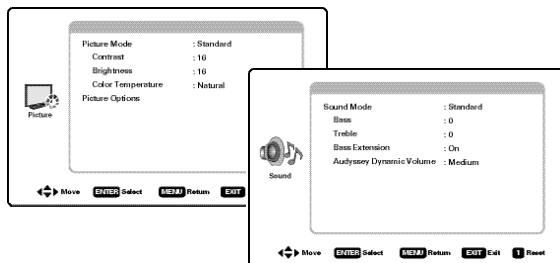 Picture Mode : Standard
Contrast : 16
Brightness : 16
Color Temperature : Natural
Picture Options
Picture
Move ENTER Select MENU Return EXIT
Sound Mode : Standard
Bass : 0
Treble : 0
Bass Extension : On
Audyssey Dynamic Volume : Medium
Sound
Move ENTER Select MENU Return EXIT Exit 1 Reset